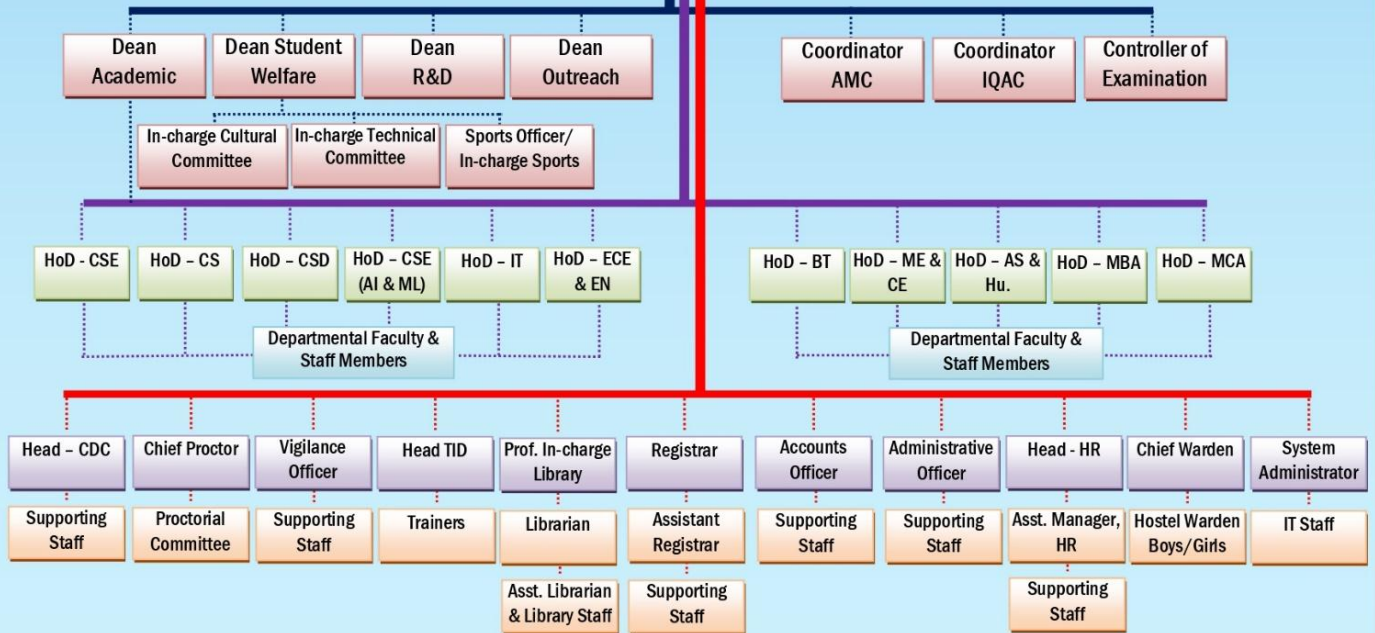 Dean
Academic
Dean Student
Welfare
Dean
R&D
Dean
Outreach
Coordinator
AMC
Coordinator
IQAC
Controller of
Examination
In-charge Cultural
Committee
In-charge Technical
Committee
Sports Officer/
In-charge Sports
HoD - CSE
HoD – CS
HoD – CSD
HoD – CSE
(AI & ML)
HoD – IT
HoD – ECE
& EN
HoD – BT
HoD – ME &
CE
HoD – AS &
Hu.
HoD – MBA
HoD – MCA
Departmental Faculty &
Staff Members
Departmental Faculty &
Staff Members
Head – CDC
Chief Proctor
Vigilance
Officer
Head TID
Prof. In-charge
Library
Registrar
Accounts
Officer
Administrative
Officer
Head - HR
Chief Warden
System
Administrator
Supporting
Staff
Proctorial
Committee
Supporting
Staff
Trainers
Librarian
Assistant
Registrar
Supporting
Staff
Supporting
Staff
Asst. Manager,
HR
Hostel Warden
Boys/Girls
IT Staff
Asst. Librarian
& Library Staff
Supporting
Staff
Supporting
Staff